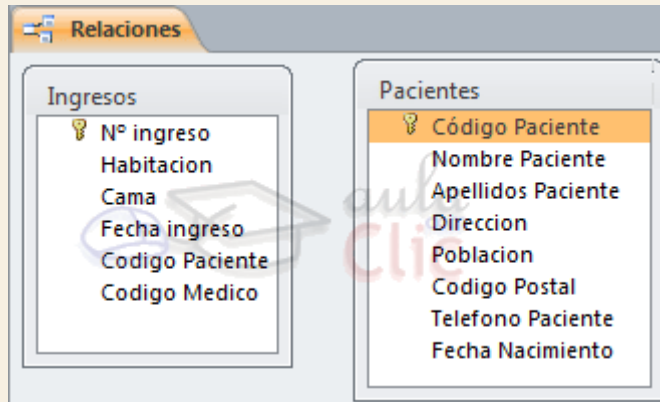 Relaciones
Ingresos
Nº ingreso
Habitacion
Cama
Fecha ingreso
Codigo Paciente
Codigo Medico
Pacientes
Código Paciente
Nombre Paciente
Apellidos Paciente
Direccion
Poblacion
Codigo Postal
Telefono Paciente
Fecha Nacimiento
aula
Clic